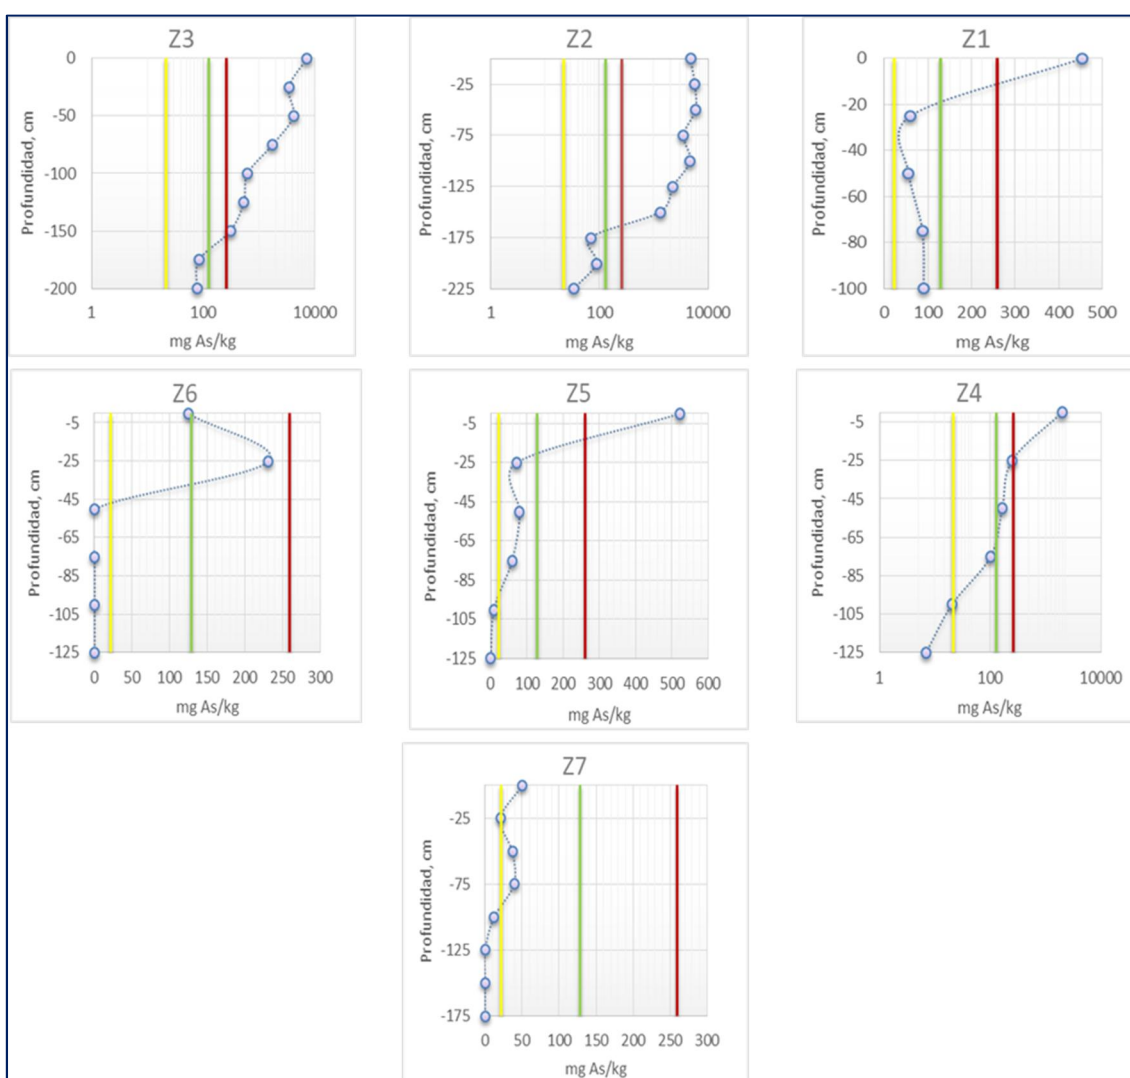 Z3
0
-50
-100
-150
-200
Profundidad, cm
1 100 10000
mg As/kg
Z2
-25
-75
-125
-175
-225
Profundidad, cm
1 100 10000
mg As/kg
Z1
0
-20
-40
-60
-80
-100
Profundidad, cm
0 100 200 300 400 500
mg As/kg
Z6
-5
-25
-45
-65
-85
-105
-125
Profundidad, cm
0 50 100 150 200 250 300
mg As/kg
Z5
-5
-25
-45
-65
-85
-105
-125
Profundidad, cm
0 100 200 300 400 500 600
mg As/kg
Z4
-5
-25
-45
-65
-85
-105
-125
Profundidad, cm
1 100 10000
mg As/kg
Z7
-25
-75
-125
-175
Profundidad, cm
0 50 100 150 200 250 300
mg As/kg